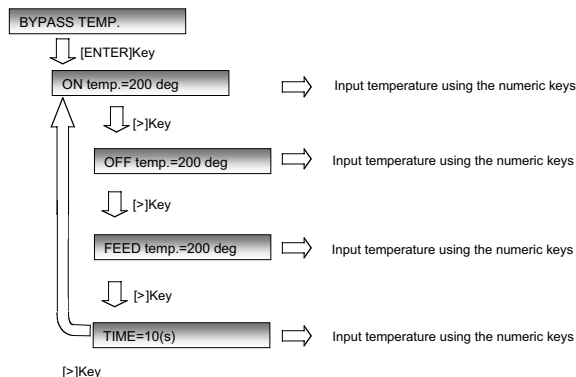 BYPASS TEMP.
[ENTER]Key
ON temp.=200 deg
Input temperature using the numeric keys
[>]Key
OFF temp.=200 deg
Input temperature using the numeric keys
[>]Key
FEED temp.=200 deg
Input temperature using the numeric keys
[>]Key
TIME=10(s)
Input temperature using the numeric keys
[>]Key